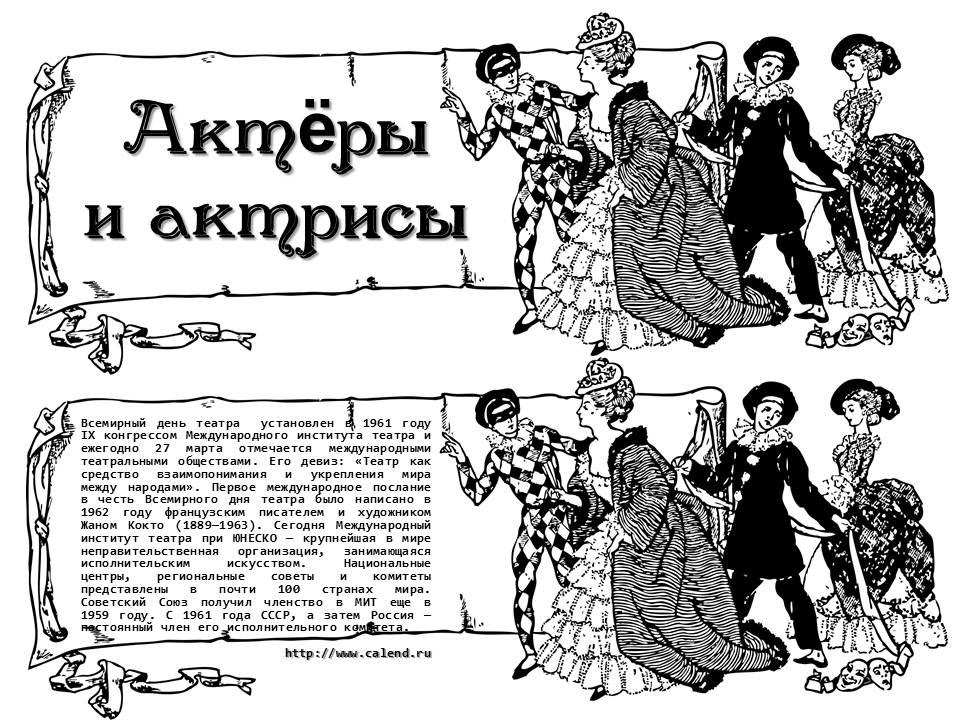 Актёры
и актрисы
Всемирный день театра установлен в 1961 году
IX конгрессом Международного института театра и
ежегодно 27 марта отмечается международными
театральными обществами. Его девиз: «Театр как
средство взаимопонимания и укрепления мира
между народами». Первое международное послание
в честь Всемирного дня театра было написано в
1962 году французским писателем и художником
Жаном Кокто (1889—1963). Сегодня Международный
институт театра при ЮНЕСКО — крупнейшая в мире
неправительственная организация, занимающаяся
исполнительским искусством. Национальные
центры, региональные советы и комитеты
представлены в почти 100 странах мира.
Советский Союз получил членство в МИТ еще в
1959 году. С 1961 года СССР, а затем Россия —
постоянный член его исполнительного комитета.
http://www.calend.ru